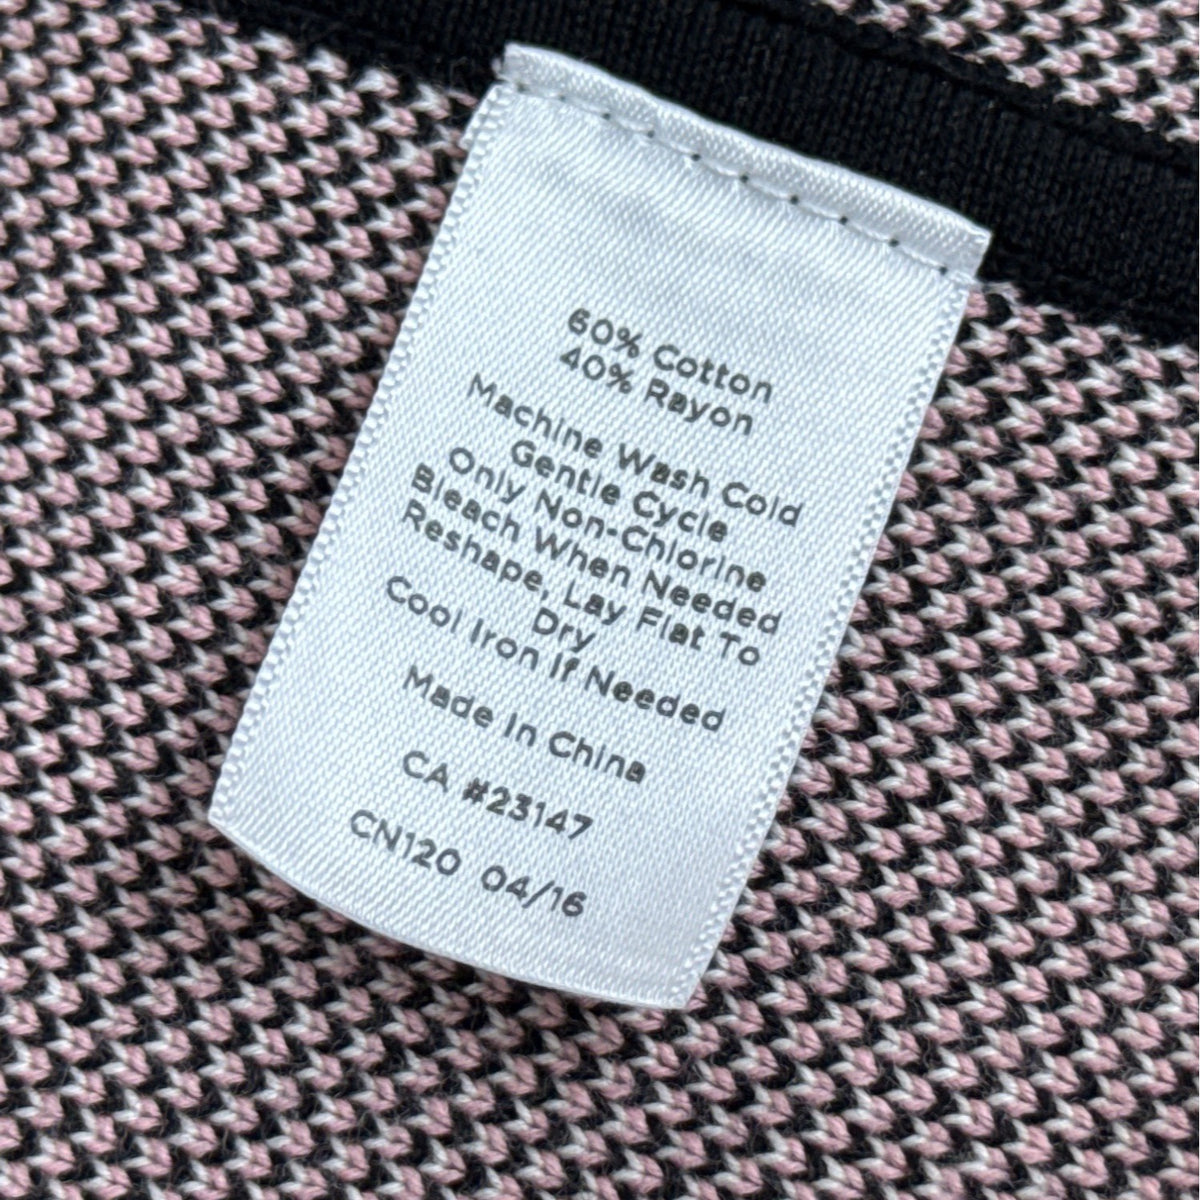 60% Cotton
40% Rayon
Machine Wash Cold
Gentle Cycle
Only Non-Chlorine
Bleach When Needed
Reshape, Lay Flat To
Dry
Cool Iron If Needed
Made In China
CA #23147
CN120 04/16